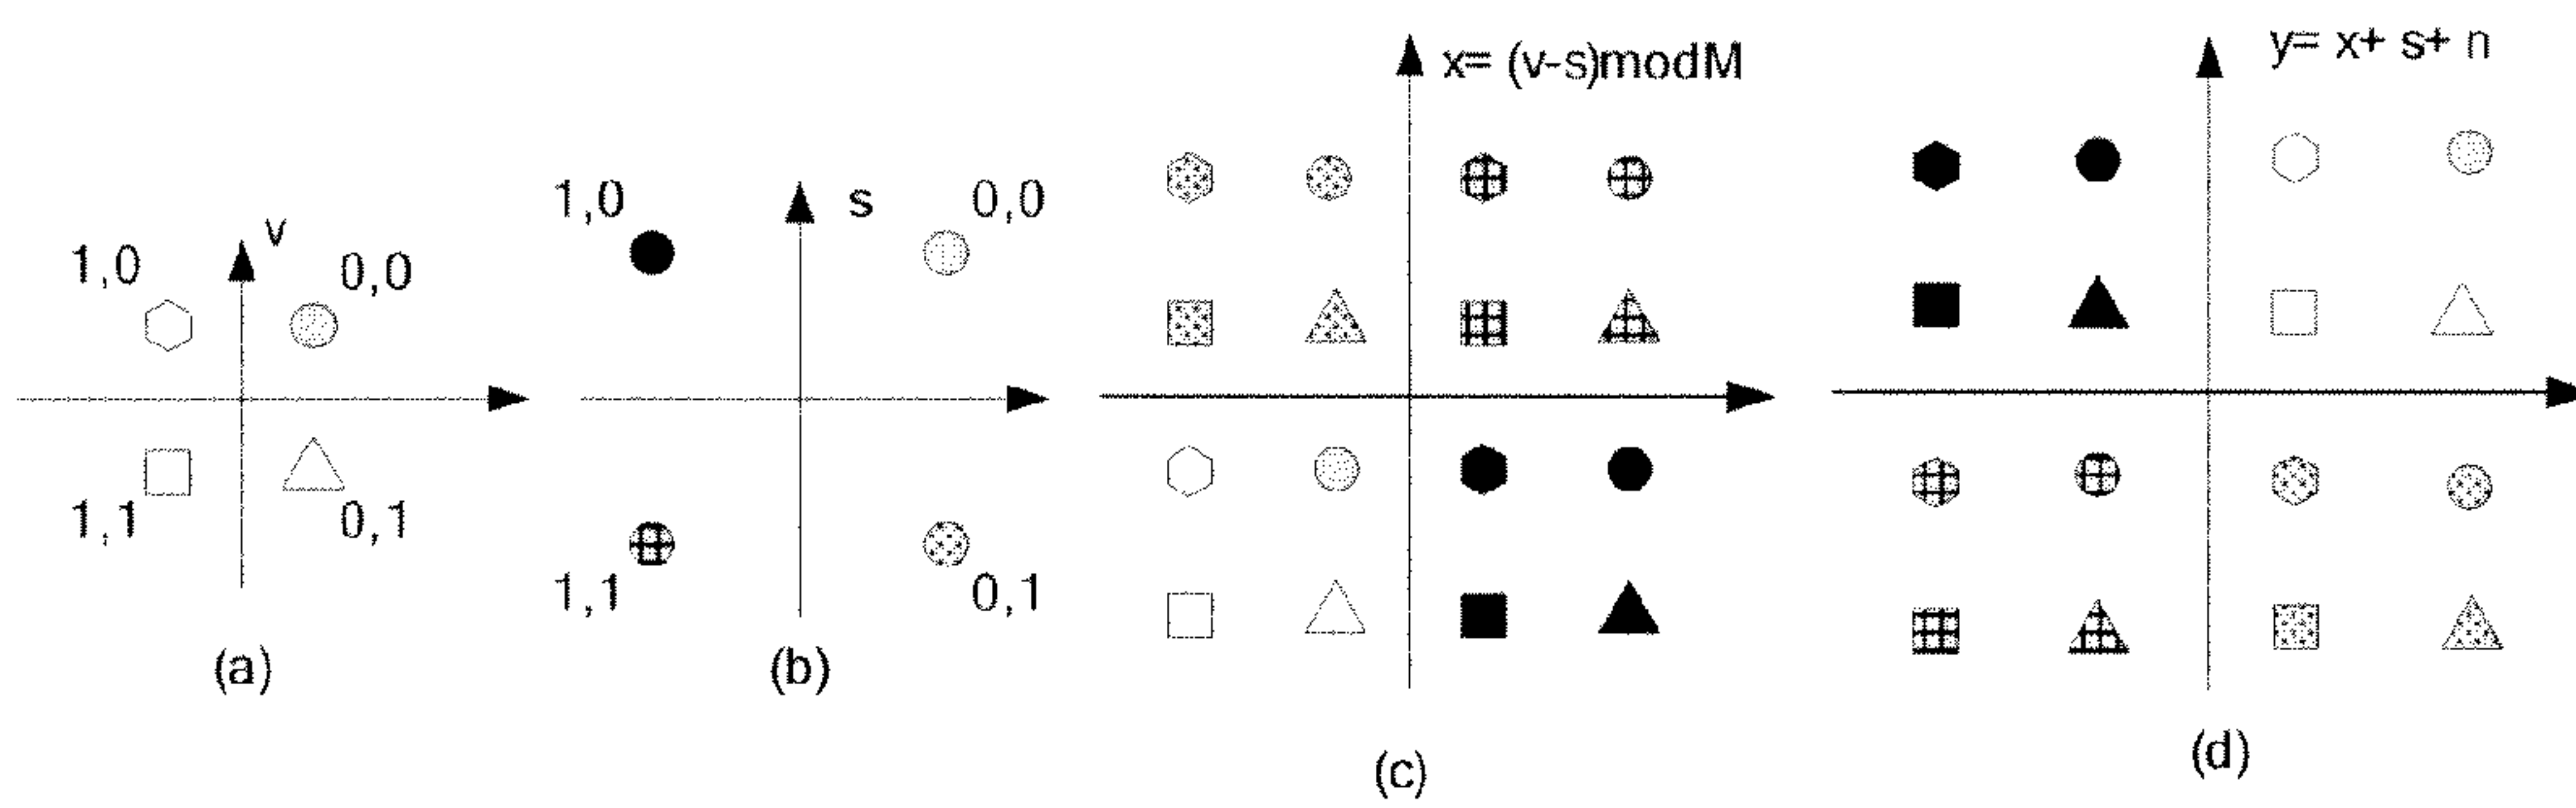 v
1,0
0,0
1,1
0,1
(a)
s
1,0
0,0
1,1
0,1
(b)
x= (v-s)modM
(c)
y= x+ s+ n
(d)